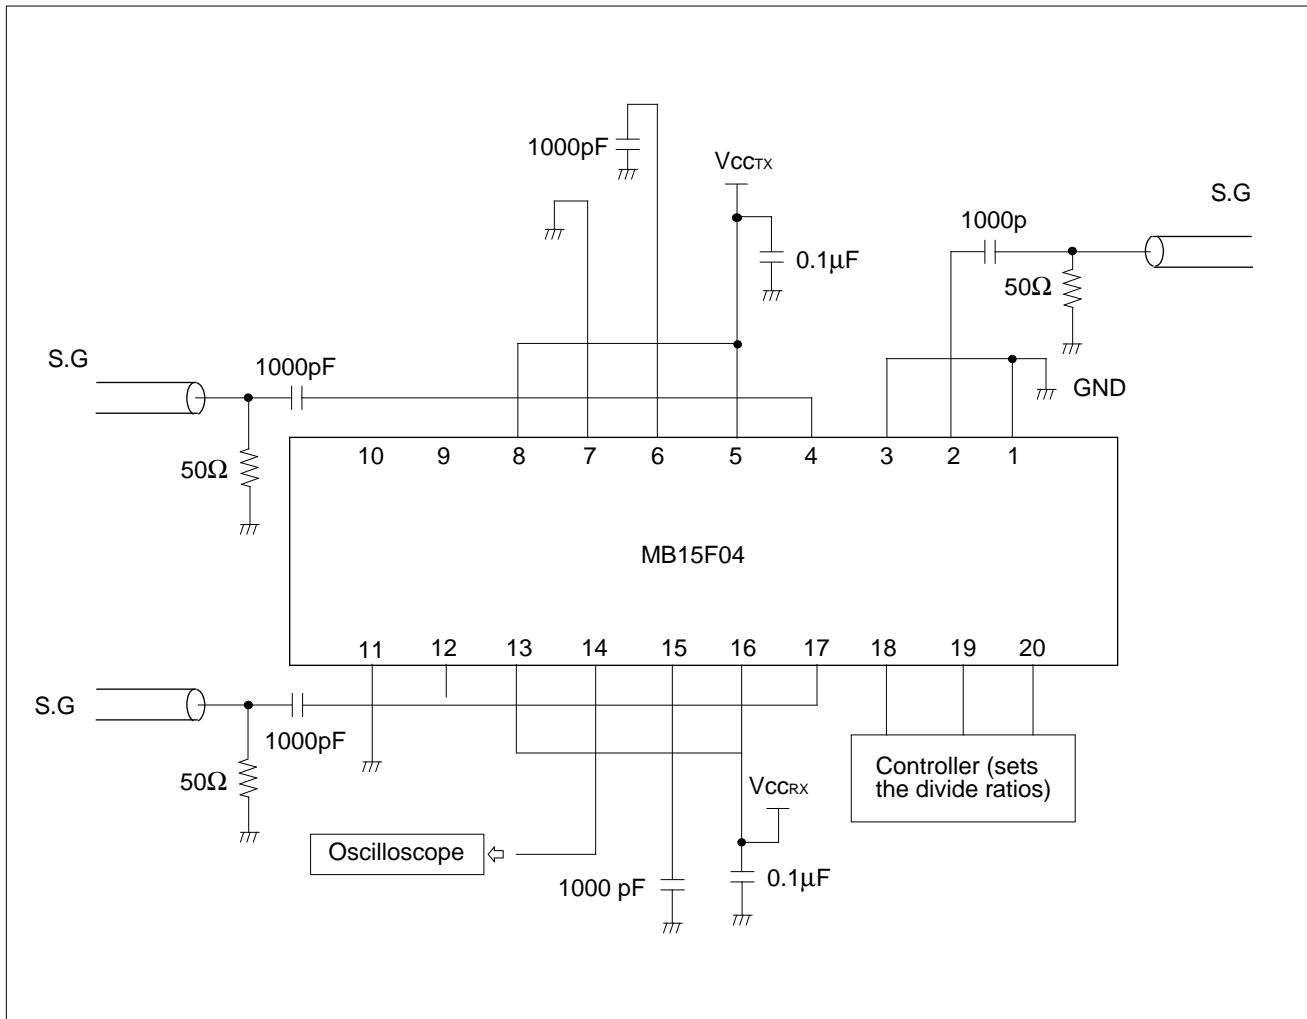 1000pF
VccTX
S.G
1000p
0.1µF
50Ω
S.G
1000pF
GND
50Ω
10 9 8 7 6 5 4 3 2 1
MB15F04
11 12 13 14 15 16 17 18 19 20
S.G
1000pF
50Ω
VccRX
Controller (sets
the divide ratios)
Oscilloscope
1000 pF
0.1µF